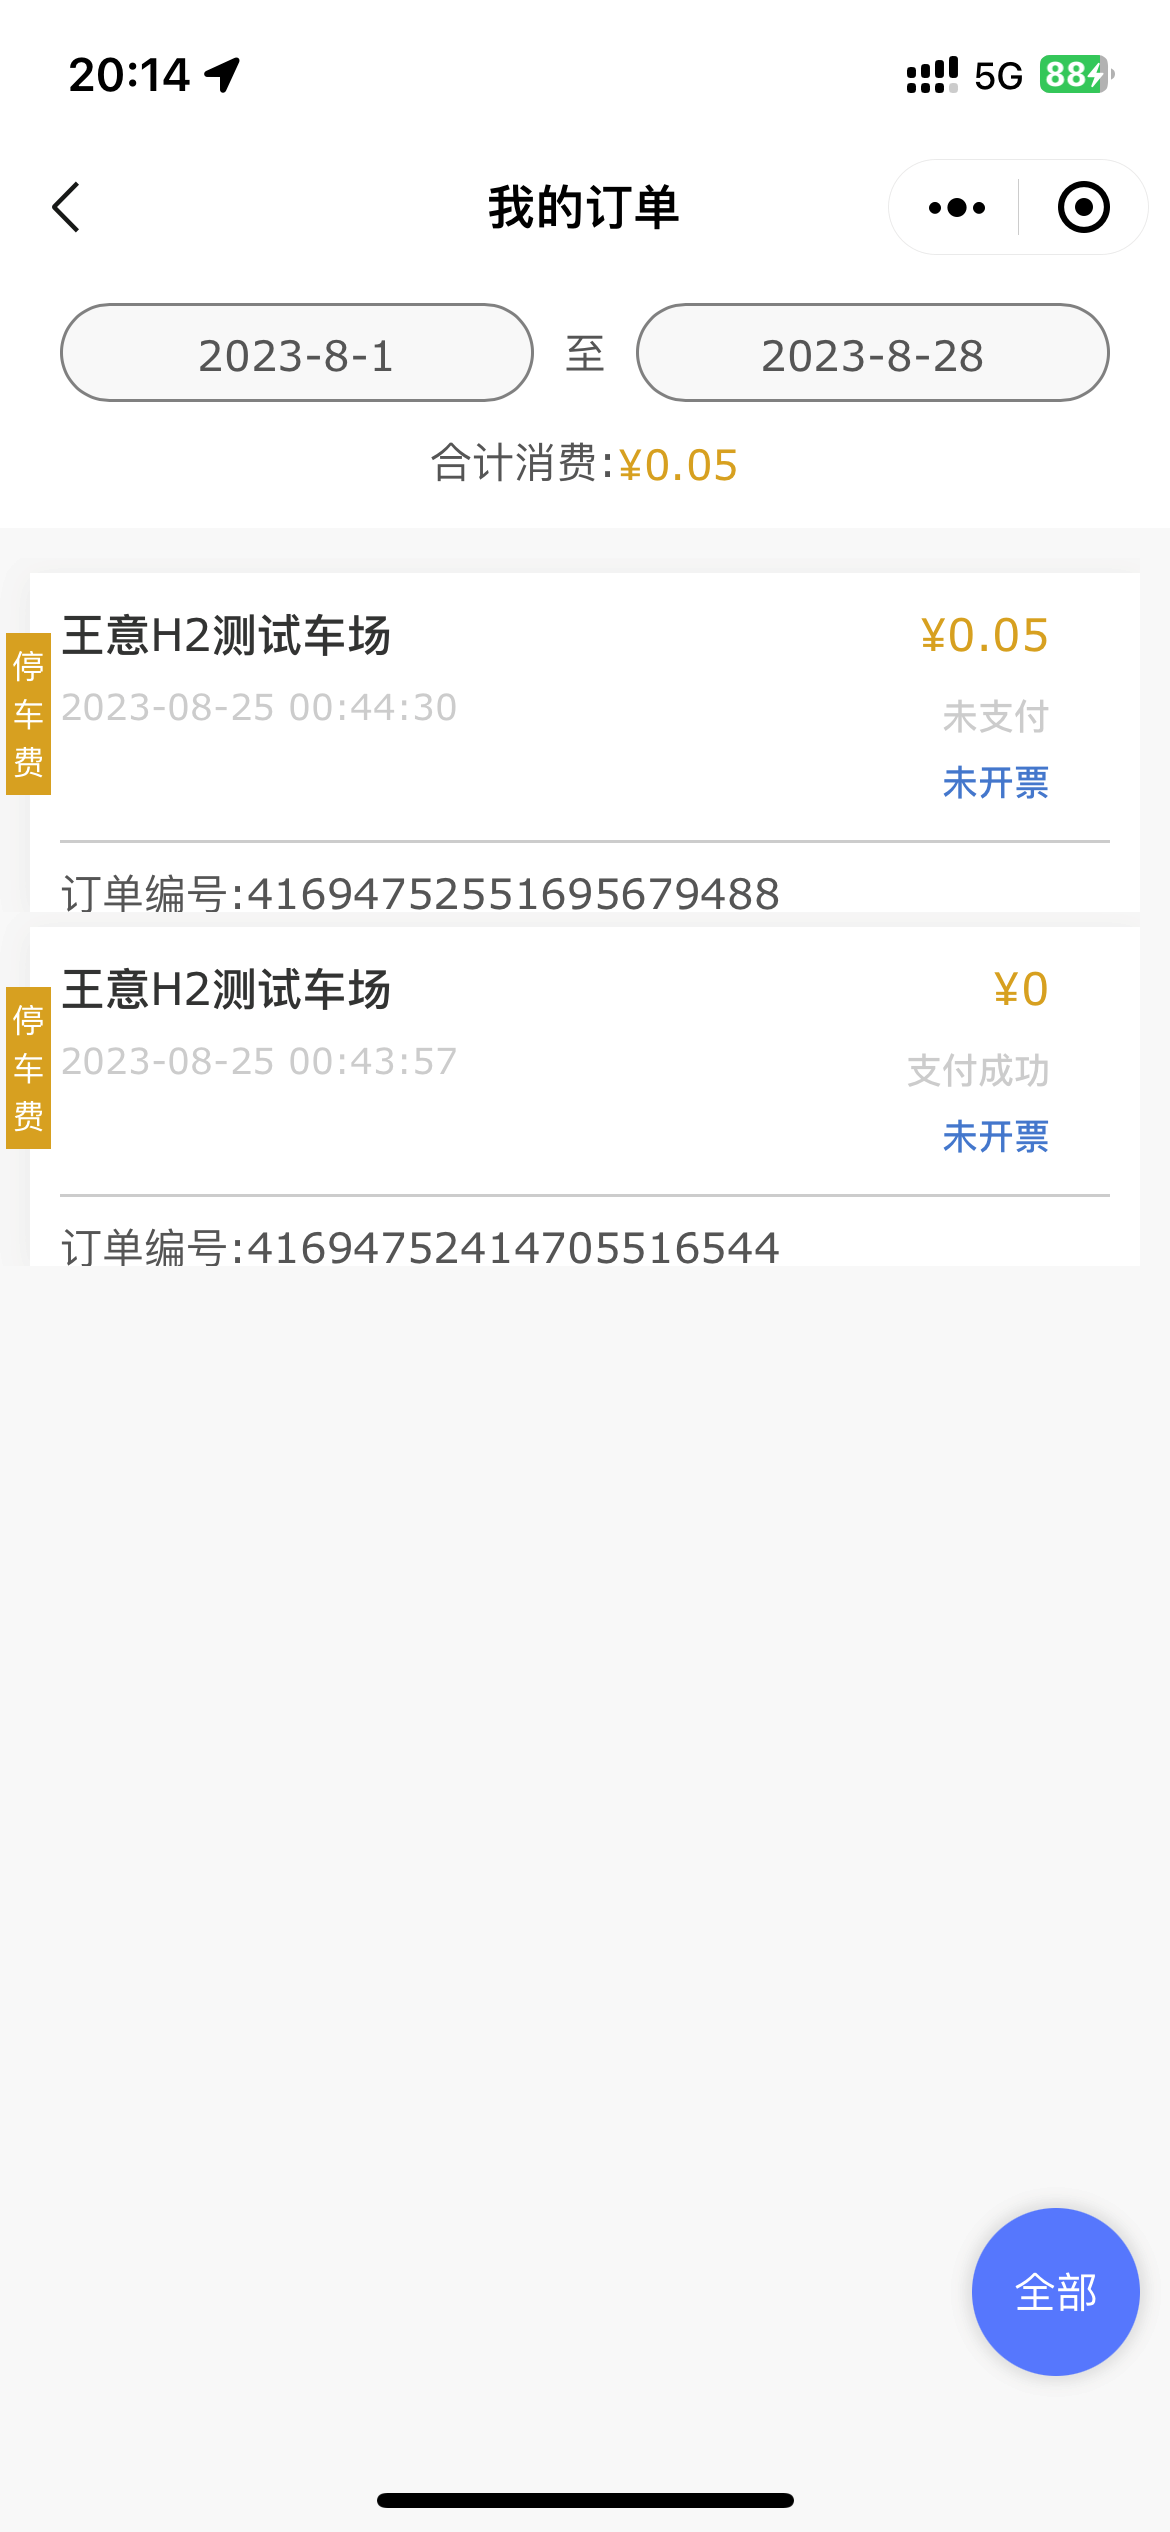 20:14 5G 88
我的订单
2023-8-1 至 2023-8-28
合计消费:¥0.05
停车费
王意H2测试车场 ¥0.05
2023-08-25 00:44:30 未支付
未开票
订单编号:416947525551695679488
停车费
王意H2测试车场 ¥0
2023-08-25 00:43:57 支付成功
未开票
订单编号:41694752414705516544
全部